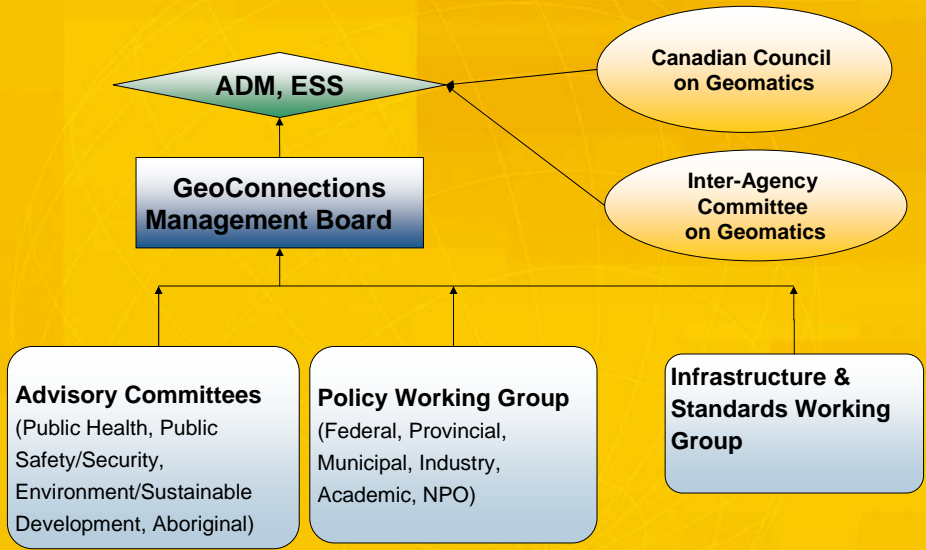 ADM, ESS
Canadian Council
on Geomatics
GeoConnections
Management Board
Inter-Agency
Committee
on Geomatics
Advisory Committees
(Public Health, Public
Safety/Security,
Environment/Sustainable
Development, Aboriginal)
Policy Working Group
(Federal, Provincial,
Municipal, Industry,
Academic, NPO)
Infrastructure &
Standards Working
Group